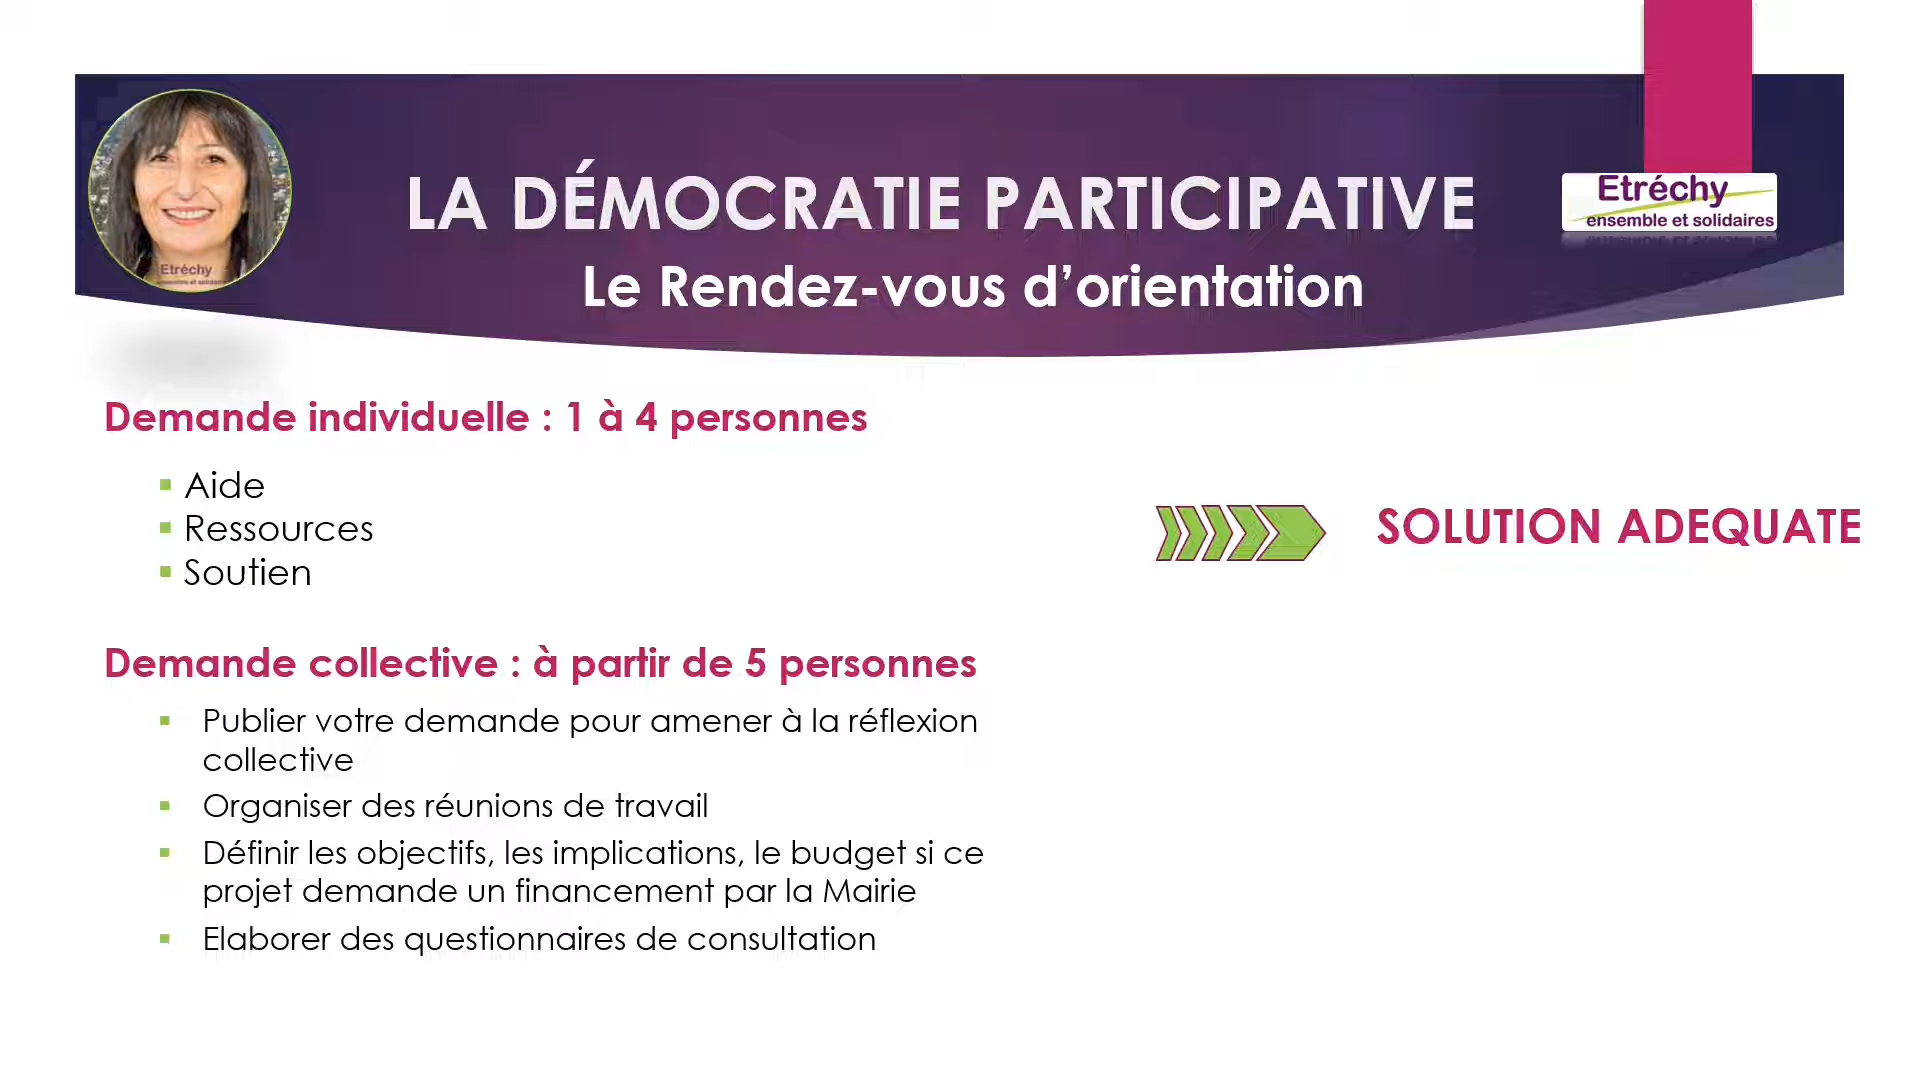 LA DÉMOCRATIE PARTICIPATIVE
Le Rendez-vous d’orientation
Etréchy
ensemble et solidaires
Etréchy
ensemble et solidaires
Demande individuelle : 1 à 4 personnes
Aide
Ressources
Soutien
SOLUTION ADEQUATE
Demande collective : à partir de 5 personnes
Publier votre demande pour amener à la réflexion
collective
Organiser des réunions de travail
Définir les objectifs, les implications, le budget si ce
projet demande un financement par la Mairie
Elaborer des questionnaires de consultation